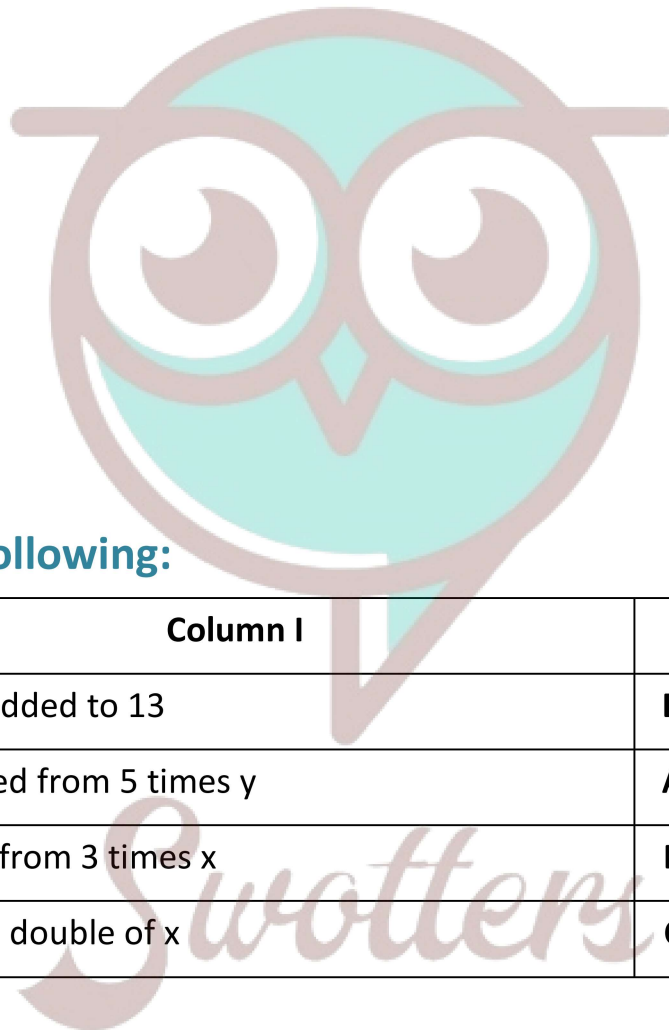 ollowing:
Column I
dded to 13
ed from 5 times y
from 3 times x
double of x
Swotters